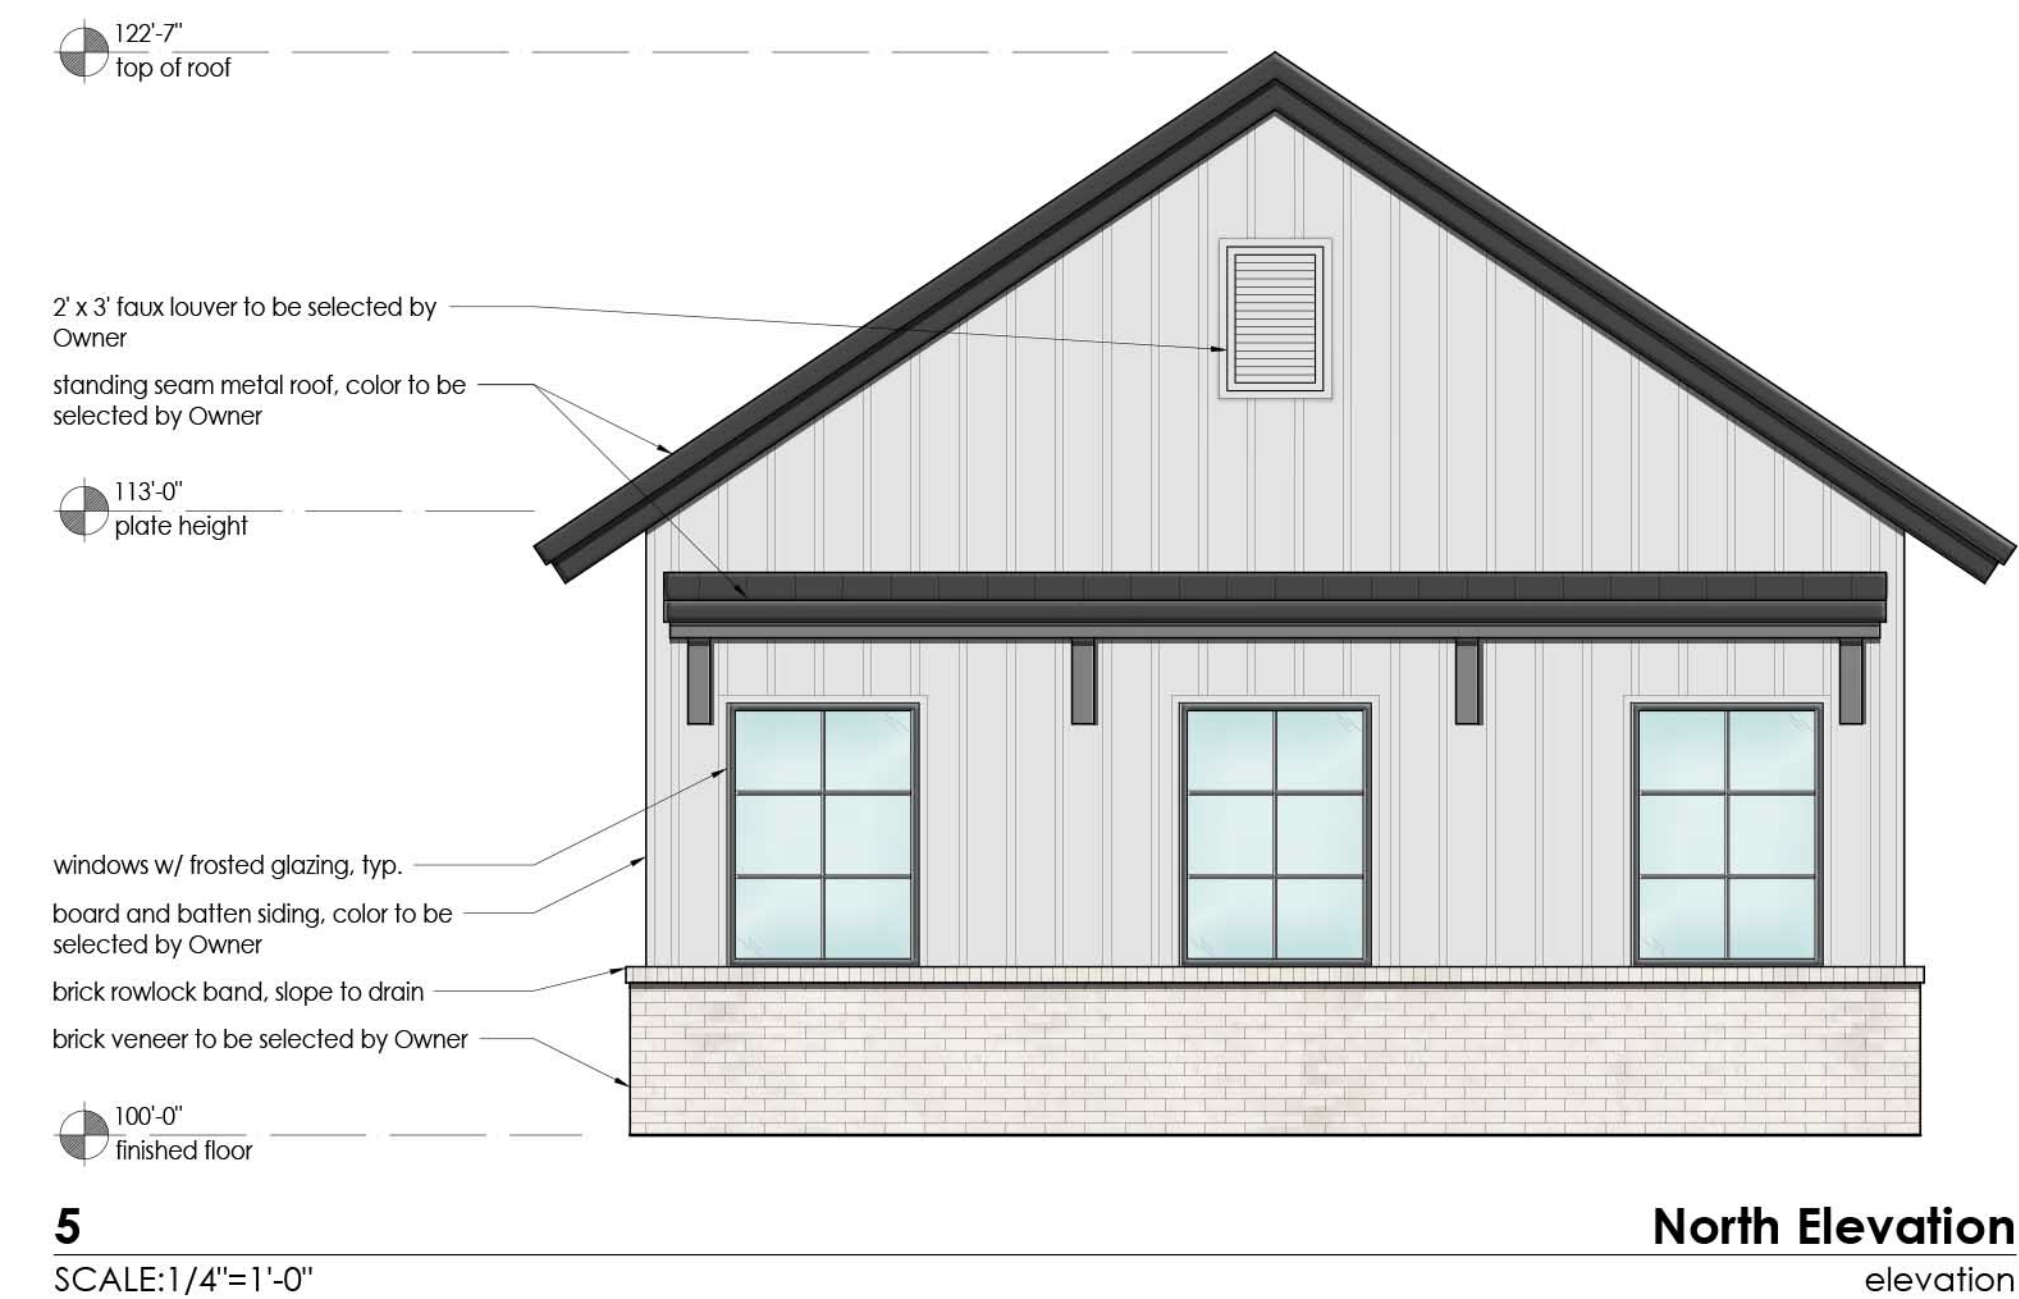 122'-7"
top of roof
2' x 3' faux louver to be selected by
Owner
standing seam metal roof, color to be
selected by Owner
113'-0"
plate height
windows w/ frosted glazing, typ.
board and batten siding, color to be
selected by Owner
brick rowlock band, slope to drain
brick veneer to be selected by Owner
100'-0"
finished floor
5
North Elevation
SCALE:1/4"=1'-0"
elevation